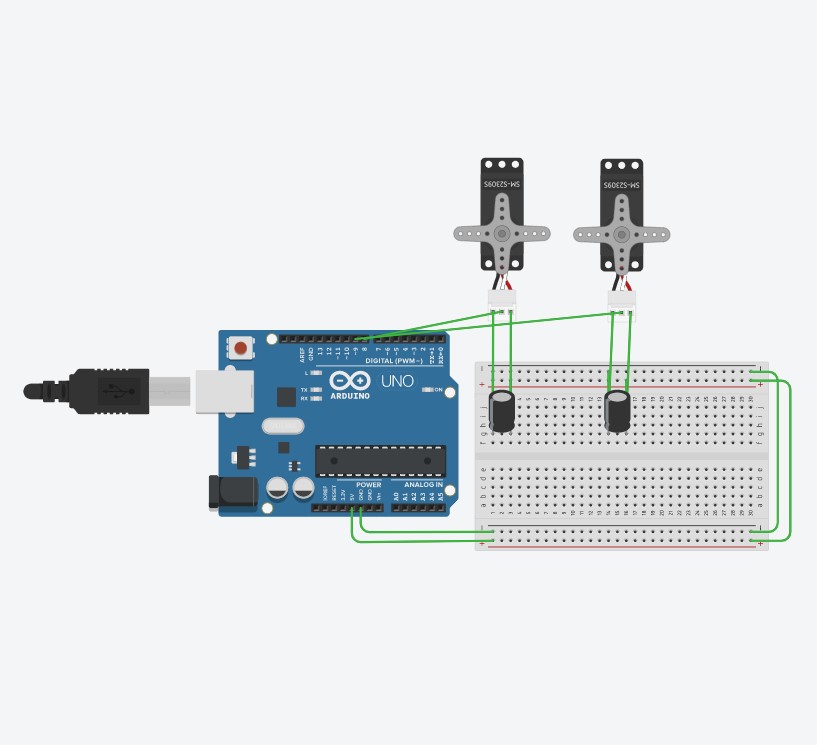 SM-S2309S
SM-S2309S
AREF
GND
13
12
~11
~10
~9
8
7
~6
~5
4
~3
2
TX→1
RX←0
DIGITAL (PWM~)
L
TX
RX
ARDUINO
UNO
ON
POWER
ANALOG IN
IOREF
RESET
3.3V
5V
GND
GND
A0
A1
A2
A3
A4
A5
f g h i j
f g h i j
a b c d e
a b c d e